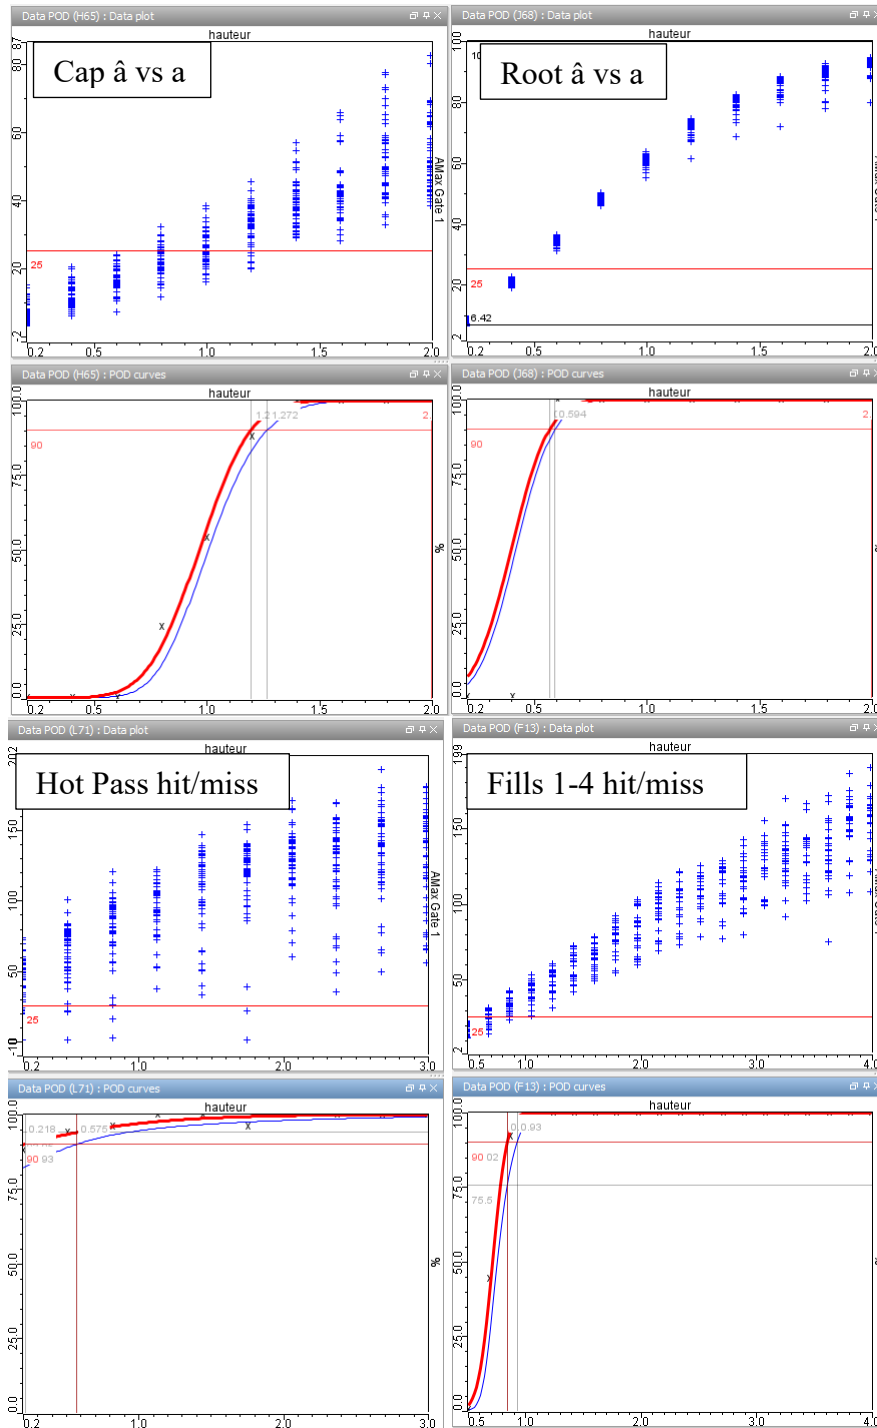 Data POD (H65) : Data plot
hauteur
87
80
60
40
20
-2
Cap â vs a
25
AMax Gate 1
0.2 0.5 1.0 1.5 2.0
Data POD (J68) : Data plot
hauteur
100
80
60
40
20
2
Root â vs a
25
6.42
0.2 0.5 1.0 1.5 2.0
Data POD (H65) : POD curves
hauteur
100.0
75.0
50.0
25.0
0.0
90
1.272
2.
%
0.2 0.5 1.0 1.5 2.0
Data POD (J68) : POD curves
hauteur
100.0
75.0
50.0
25.0
0.0
90
0.594
2.
0.2 0.5 1.0 1.5 2.0
Data POD (L71) : Data plot
hauteur
202
150
100
50
-10
Hot Pass hit/miss
25
AMax Gate 1
0.2 1.0 2.0 3.0
Data POD (F13) : Data plot
hauteur
199
150
100
50
2
Fills 1-4 hit/miss
25
0.5 1.0 2.0 3.0 4.0
Data POD (L71) : POD curves
hauteur
100.0
75.0
50.0
25.0
0.0
0.218 0.575
90 93
%
0.2 1.0 2.0 3.0
Data POD (F13) : POD curves
hauteur
100.0
75.0
50.0
25.0
0.0
0.93
90 02
75.5
0.5 1.0 2.0 3.0 4.0